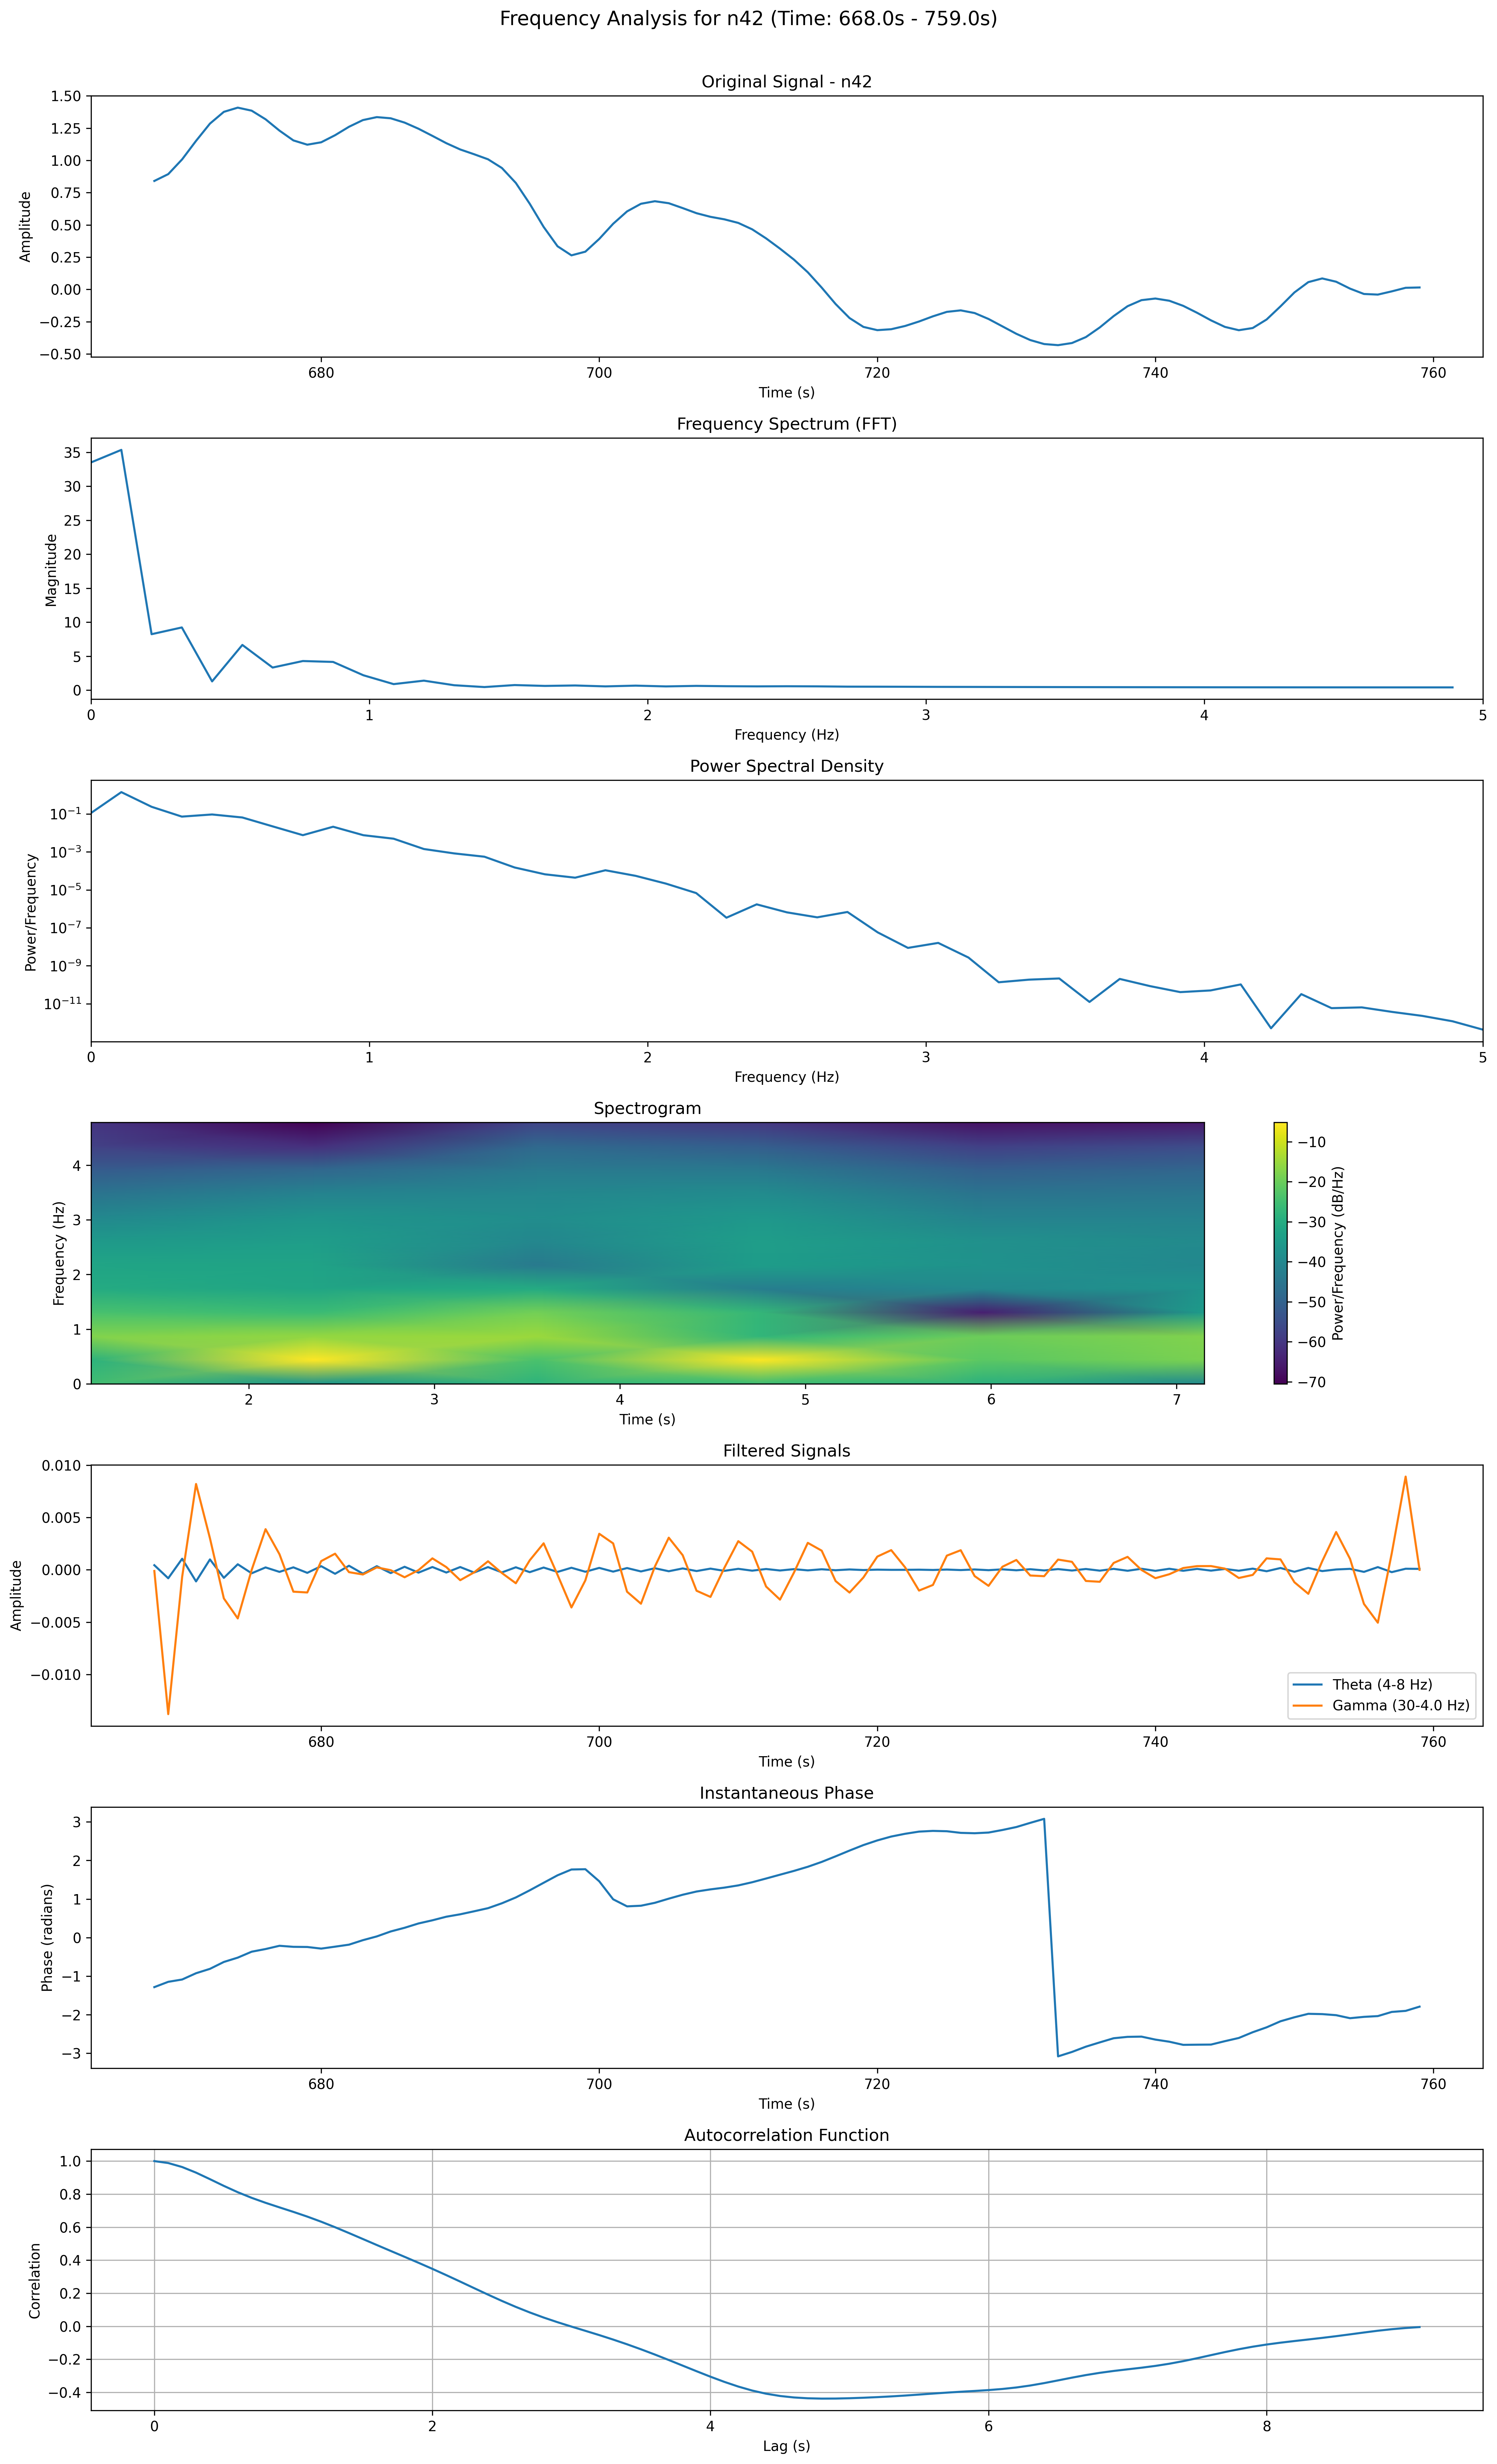 Frequency Analysis for n42 (Time: 668.0s - 759.0s)
Original Signal - n42
Amplitude
1.50
1.25
1.00
0.75
0.50
0.25
0.00
−0.25
−0.50
680 700 720 740 760
Time (s)
Frequency Spectrum (FFT)
Magnitude
35
30
25
20
15
10
5
0
0 1 2 3 4 5
Frequency (Hz)
Power Spectral Density
Power/Frequency
10⁻¹
10⁻³
10⁻⁵
10⁻⁷
10⁻⁹
10⁻¹¹
0 1 2 3 4 5
Frequency (Hz)
Spectrogram
Frequency (Hz)
4
3
2
1
0
2 3 4 5 6 7
Time (s)
−10
−20
−30
−40
−50
−60
−70
Power/Frequency (dB/Hz)
Filtered Signals
Amplitude
0.010
0.005
0.000
−0.005
−0.010
Theta (4-8 Hz)
Gamma (30-4.0 Hz)
680 700 720 740 760
Time (s)
Instantaneous Phase
Phase (radians)
3
2
1
0
−1
−2
−3
680 700 720 740 760
Time (s)
Autocorrelation Function
Correlation
1.0
0.8
0.6
0.4
0.2
0.0
−0.2
−0.4
0 2 4 6 8
Lag (s)